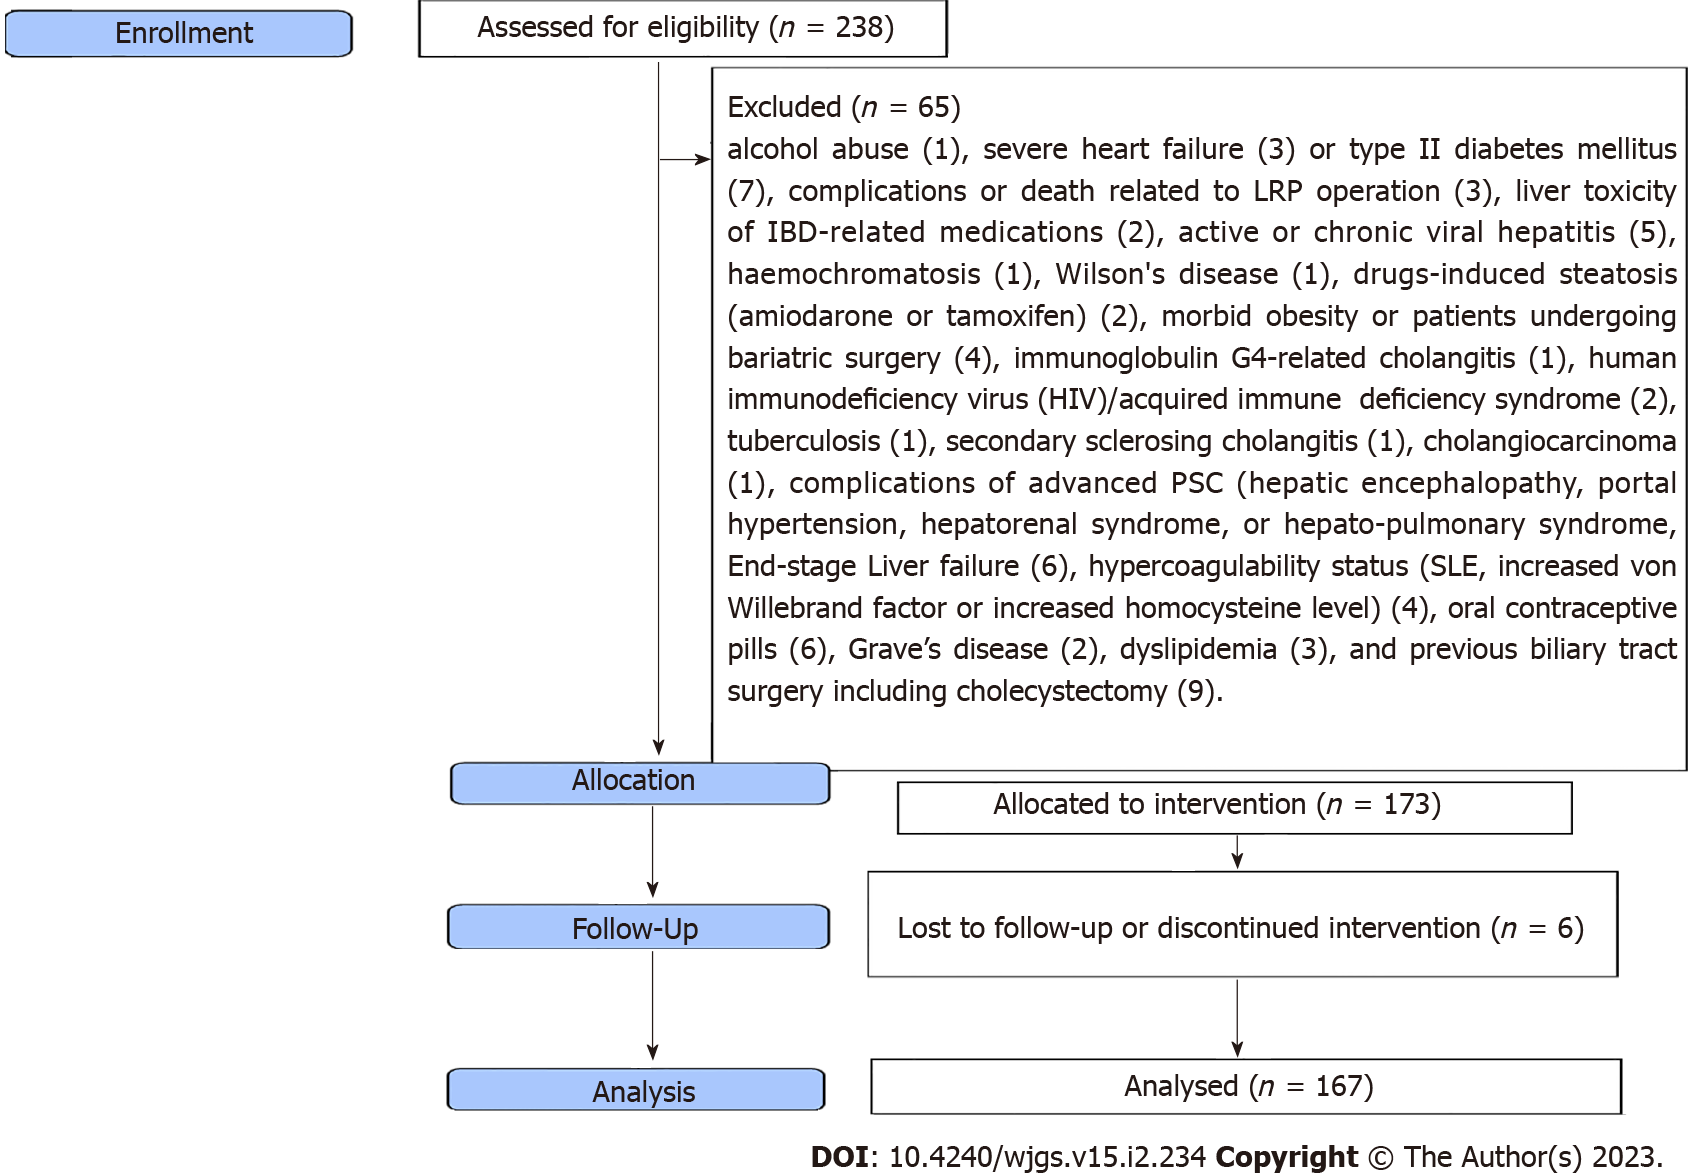 Enrollment
Assessed for eligibility (n = 238)
Excluded (n = 65)
alcohol abuse (1), severe heart failure (3) or type II diabetes mellitus
(7), complications or death related to LRP operation (3), liver toxicity
of IBD-related medications (2), active or chronic viral hepatitis (5),
haemochromatosis (1), Wilson's disease (1), drugs-induced steatosis
(amiodarone or tamoxifen) (2), morbid obesity or patients undergoing
bariatric surgery (4), immunoglobulin G4-related cholangitis (1), human
immunodeficiency virus (HIV)/acquired immune deficiency syndrome (2),
tuberculosis (1), secondary sclerosing cholangitis (1), cholangiocarcinoma
(1), complications of advanced PSC (hepatic encephalopathy, portal
hypertension, hepatorenal syndrome, or hepato-pulmonary syndrome,
End-stage Liver failure (6), hypercoagulability status (SLE, increased von
Willebrand factor or increased homocysteine level) (4), oral contraceptive
pills (6), Grave’s disease (2), dyslipidemia (3), and previous biliary tract
surgery including cholecystectomy (9).
Allocation
Allocated to intervention (n = 173)
Follow-Up
Lost to follow-up or discontinued intervention (n = 6)
Analysis
Analysed (n = 167)
DOI: 10.4240/wjgs.v15.i2.234 Copyright © The Author(s) 2023.